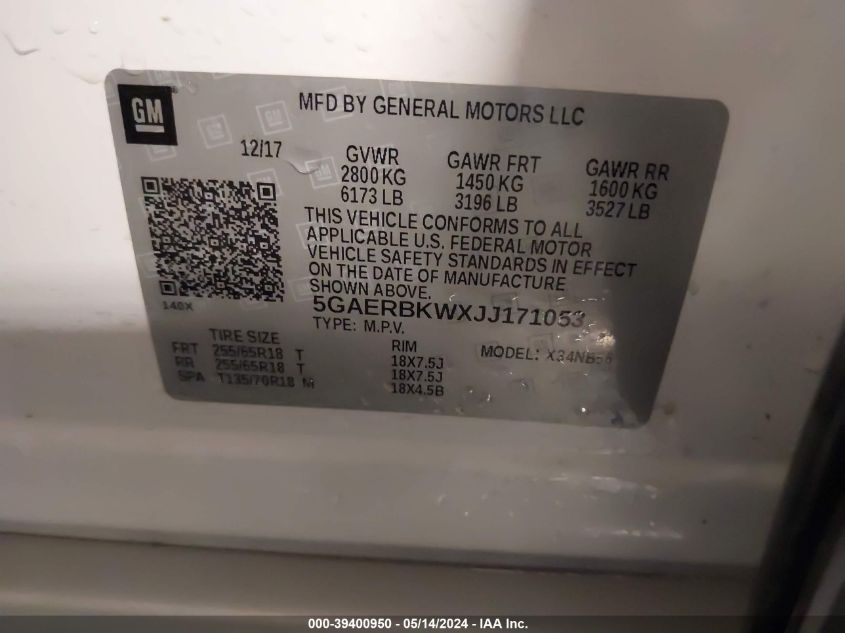 GM
MFD BY GENERAL MOTORS LLC
12/17
GVWR GAWR FRT GAWR RR
2800 KG 1450 KG 1600 KG
6173 LB 3196 LB 3527 LB
THIS VEHICLE CONFORMS TO ALL
APPLICABLE U.S. FEDERAL MOTOR
VEHICLE SAFETY STANDARDS IN EFFECT
ON THE DATE OF MANUFACTURE
SHOWN ABOVE.
140X
5GAERBKWXJJ171053
TYPE: M.P.V.
TIRE SIZE RIM MODEL: X34NB56
FRT 255/65R18 T 18X7.5J
RR 255/65R18 T 18X7.5J
SPA T135/70R18 M 18X4.5B
000-39400950 - 05/14/2024 - IAA Inc.